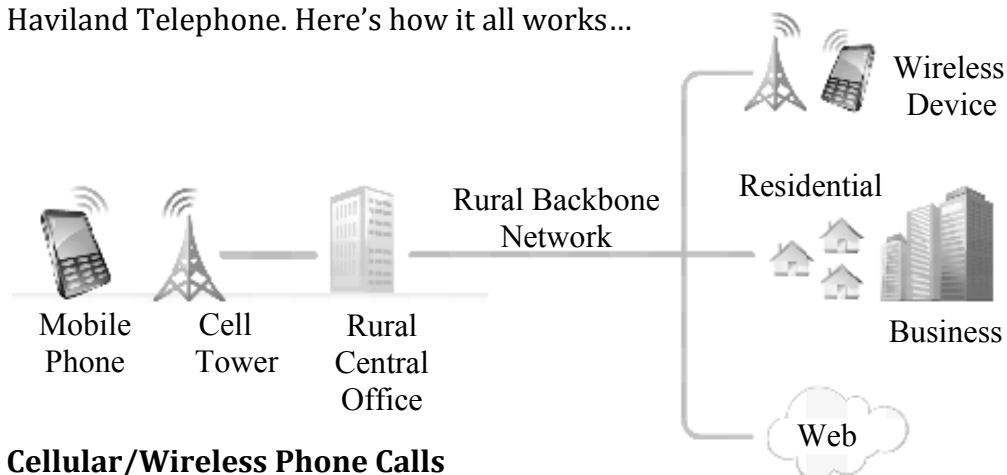 Haviland Telephone. Here’s how it all works…
Wireless
Device
Residential
Rural Backbone
Network
Mobile
Phone
Cell
Tower
Rural
Central
Office
Business
Web
Cellular/Wireless Phone Calls